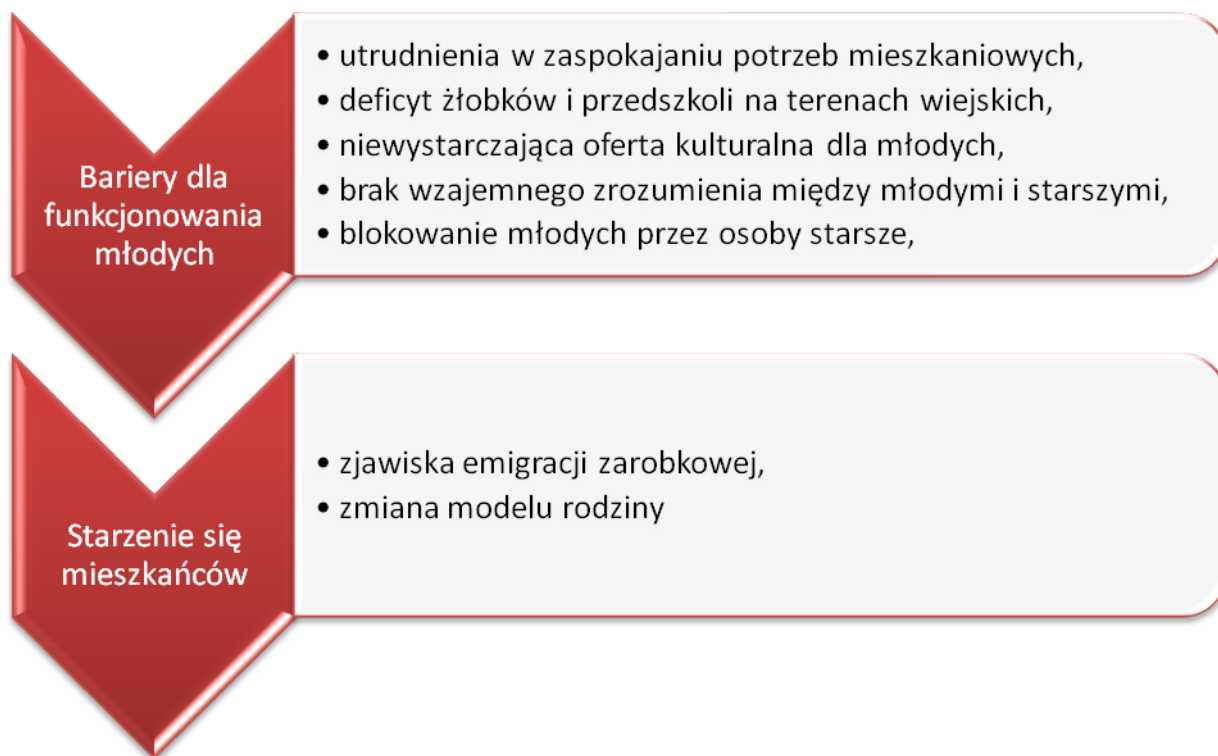 Bariery dla
funkcjonowania
młodych
• utrudnienia w zaspokajaniu potrzeb mieszkaniowych,
• deficyt żłobków i przedszkoli na terenach wiejskich,
• niewystarczająca oferta kulturalna dla młodych,
• brak wzajemnego zrozumienia między młodymi i starszymi,
• blokowanie młodych przez osoby starsze,
Starzenie się
mieszkańców
• zjawiska emigracji zarobkowej,
• zmiana modelu rodziny